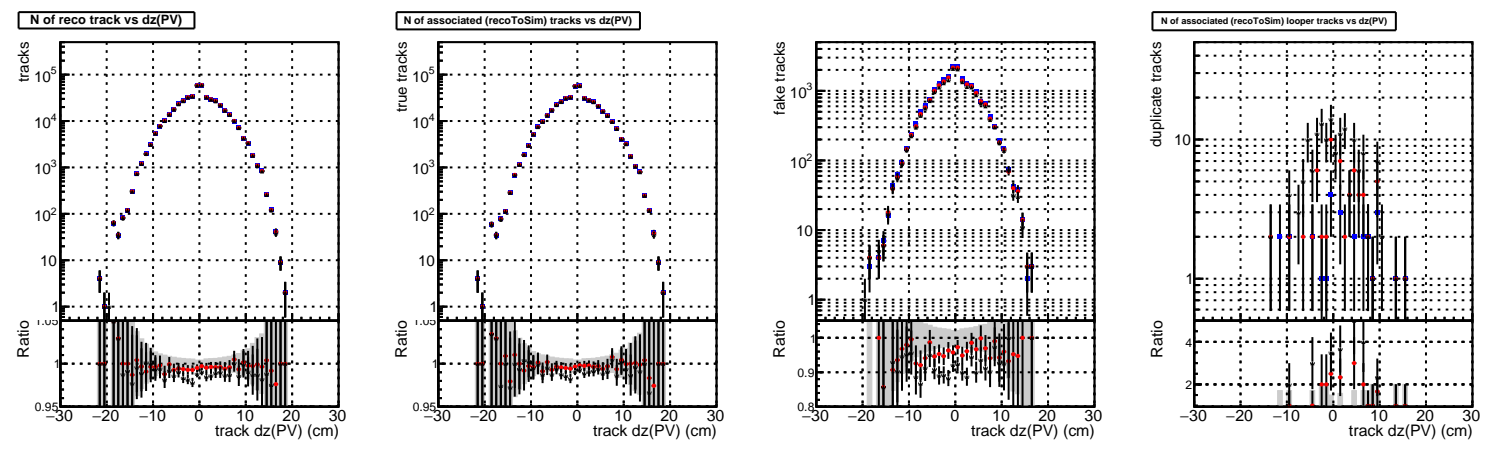 N of reco track vs dz(PV)
tracks
10^5
10^4
10^3
10^2
10
1
Ratio
1.05
1
0.95
−30 −20 −10 0 10 20 30
track dz(PV) (cm)
N of associated (recoToSim) tracks vs dz(PV)
true tracks
10^5
10^4
10^3
10^2
10
1
Ratio
1.05
1
0.95
−30 −20 −10 0 10 20 30
track dz(PV) (cm)
fake tracks
10^3
10^2
10
1
Ratio
1
0.9
0.8
−30 −20 −10 0 10 20 30
track dz(PV) (cm)
N of associated (recoToSim) looper tracks vs dz(PV)
duplicate tracks
10
1
Ratio
4
2
−30 −20 −10 0 10 20 30
track dz(PV) (cm)